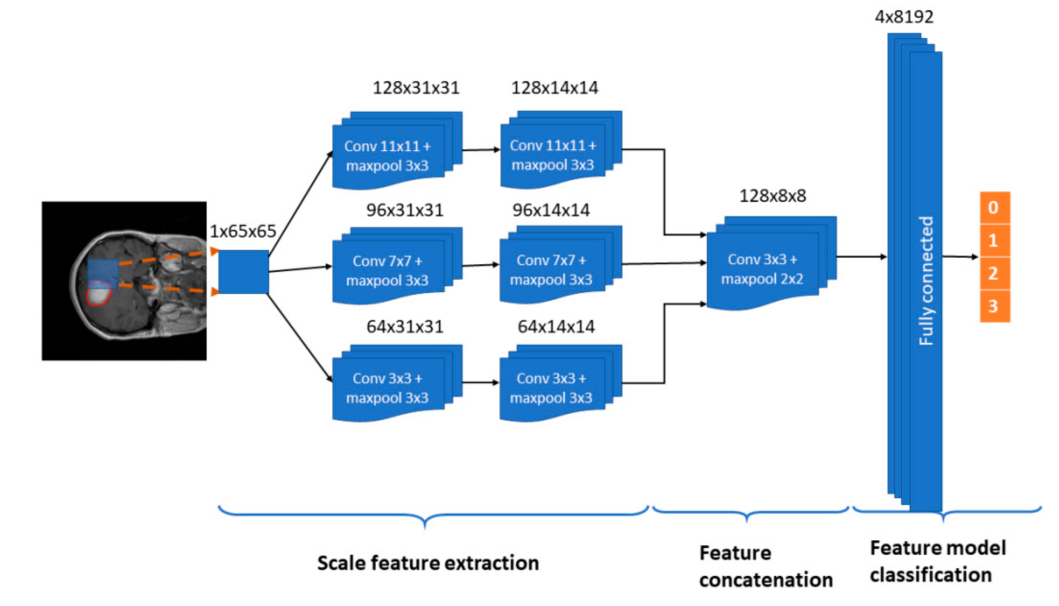 4x8192
128x31x31
128x14x14
Conv 11x11 +
maxpool 3x3
Conv 11x11 +
maxpool 3x3
1x65x65
96x31x31
96x14x14
Conv 7x7 +
maxpool 3x3
Conv 7x7 +
maxpool 3x3
64x31x31
64x14x14
Conv 3x3 +
maxpool 3x3
Conv 3x3 +
maxpool 3x3
128x8x8
Conv 3x3 +
maxpool 2x2
Fully connected
0
1
2
3
Scale feature extraction
Feature
concatenation
Feature model
classification